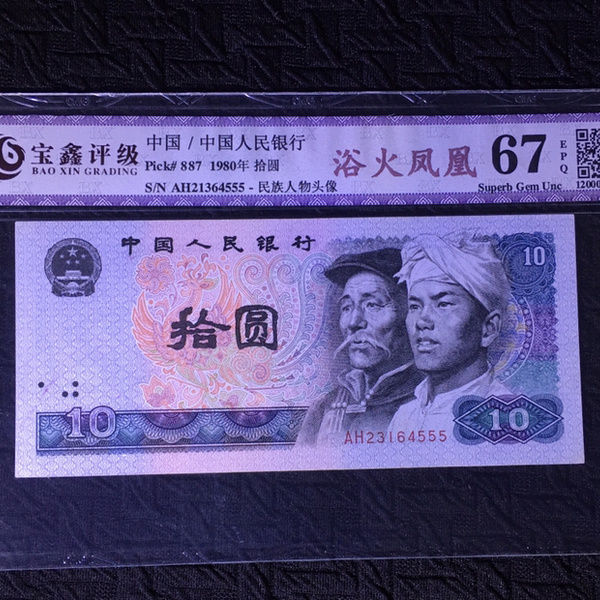 宝鑫评级
BAO XIN GRADING
中国 / 中国人民银行
Pick# 887 1980年 拾圆
S/N AH21364555 - 民族人物头像
浴火凤凰
67
EPQ
Superb Gem Unc
12000
中国人民银行
10
拾圆
10
AH23164555
10